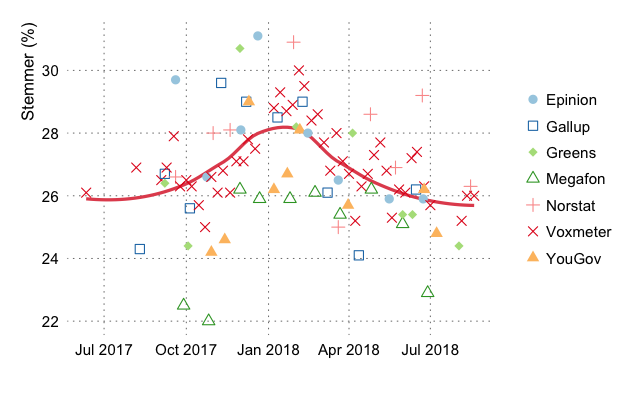 Stemmer (%)
30
28
26
24
22
Jul 2017 Oct 2017 Jan 2018 Apr 2018 Jul 2018
Epinion
Gallup
Greens
Megafon
Norstat
Voxmeter
YouGov